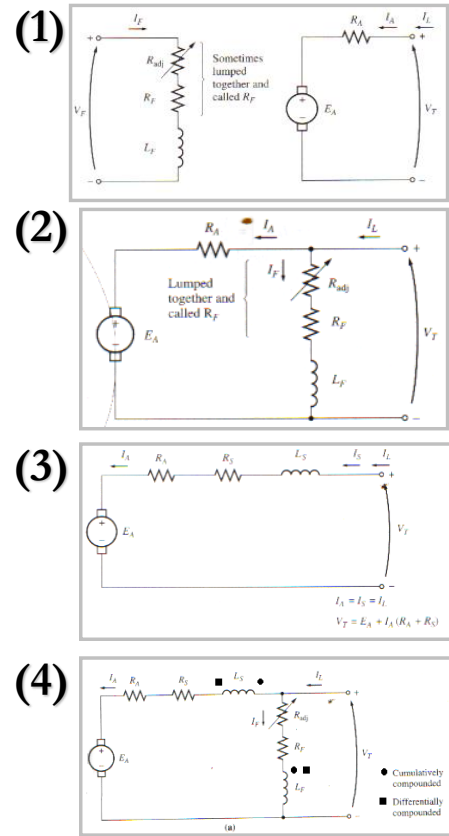 (1)
I_F
R_A
I_A
I_L
+
+
R_adj
Sometimes
lumped
together and
called R_F
V_F
R_F
+
−
E_A
V_T
L_F
−
−
(2)
R_A
I_A
I_L
+
Lumped
together and
called R_F
I_F
R_adj
+
−
E_A
R_F
V_T
L_F
−
(3)
I_A
R_A
R_S
L_S
I_S
I_L
+
+
−
E_A
V_T
−
I_A = I_S = I_L
V_T = E_A + I_A (R_A + R_S)
(4)
I_A
R_A
R_S
L_S
I_L
+
I_F
R_adj
R_F
+
−
E_A
V_T
L_F
Cumulatively
compounded
Differentially
compounded
−
(a)